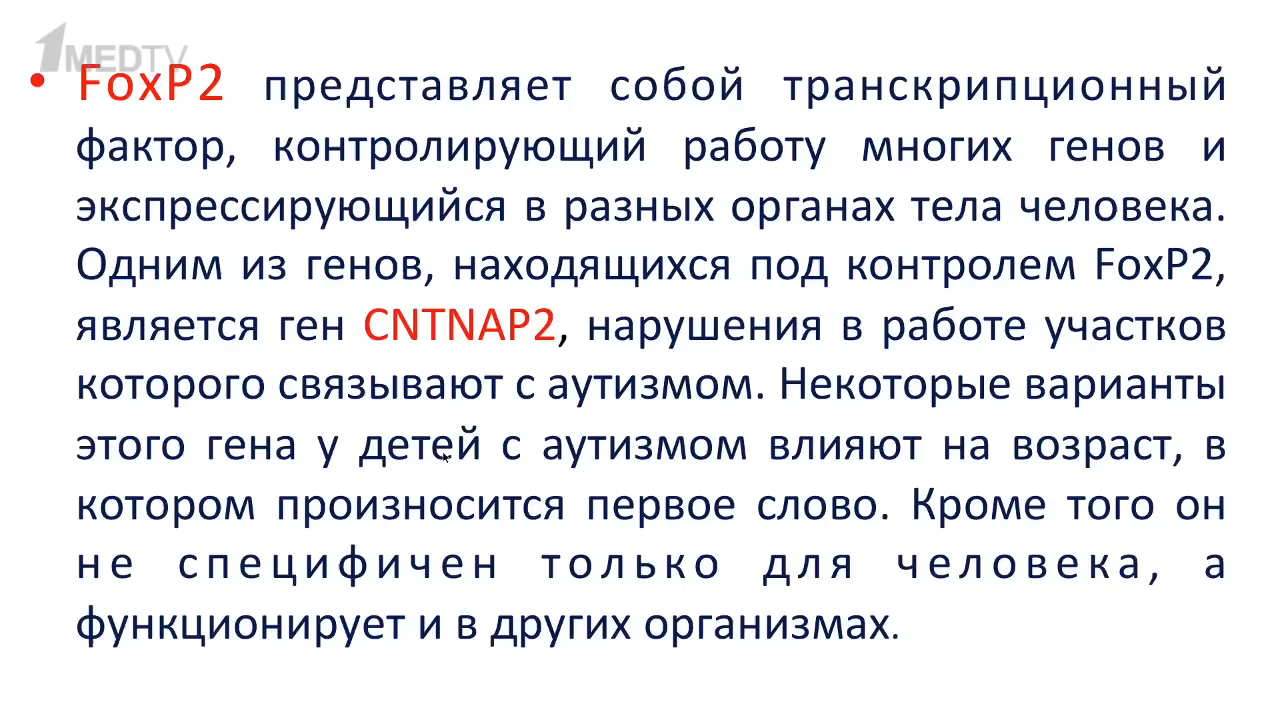 1MEDTV
• FoxP2 представляет собой транскрипционный
фактор, контролирующий работу многих генов и
экспрессирующийся в разных органах тела человека.
Одним из генов, находящихся под контролем FoxP2,
является ген CNTNAP2, нарушения в работе участков
которого связывают с аутизмом. Некоторые варианты
этого гена у детей с аутизмом влияют на возраст, в
котором произносится первое слово. Кроме того он
не специфичен только для человека, а
функционирует и в других организмах.